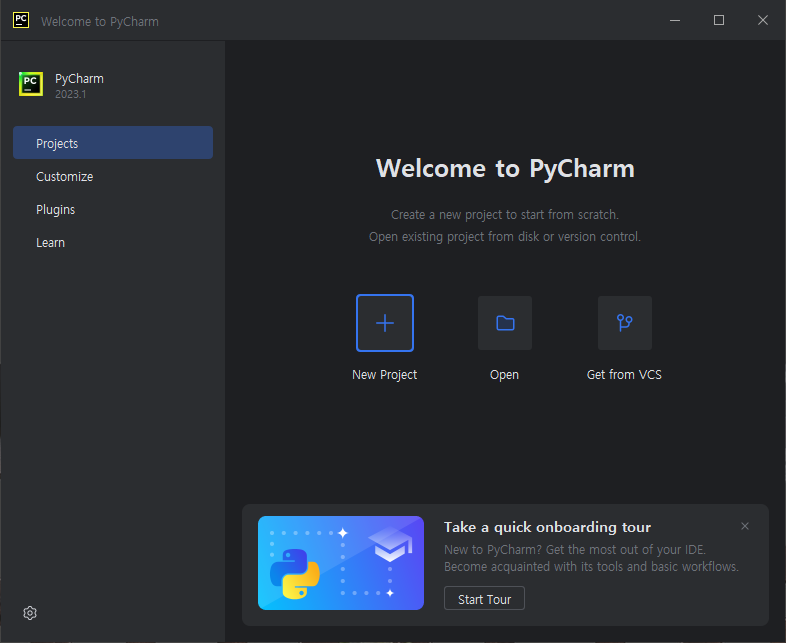 PC Welcome to PyCharm
PC PyCharm
2023.1
Projects
Customize
Plugins
Learn
Welcome to PyCharm
Create a new project to start from scratch.
Open existing project from disk or version control.
New Project
Open
Get from VCS
Take a quick onboarding tour
New to PyCharm? Get the most out of your IDE.
Become acquainted with its tools and basic workflows.
Start Tour